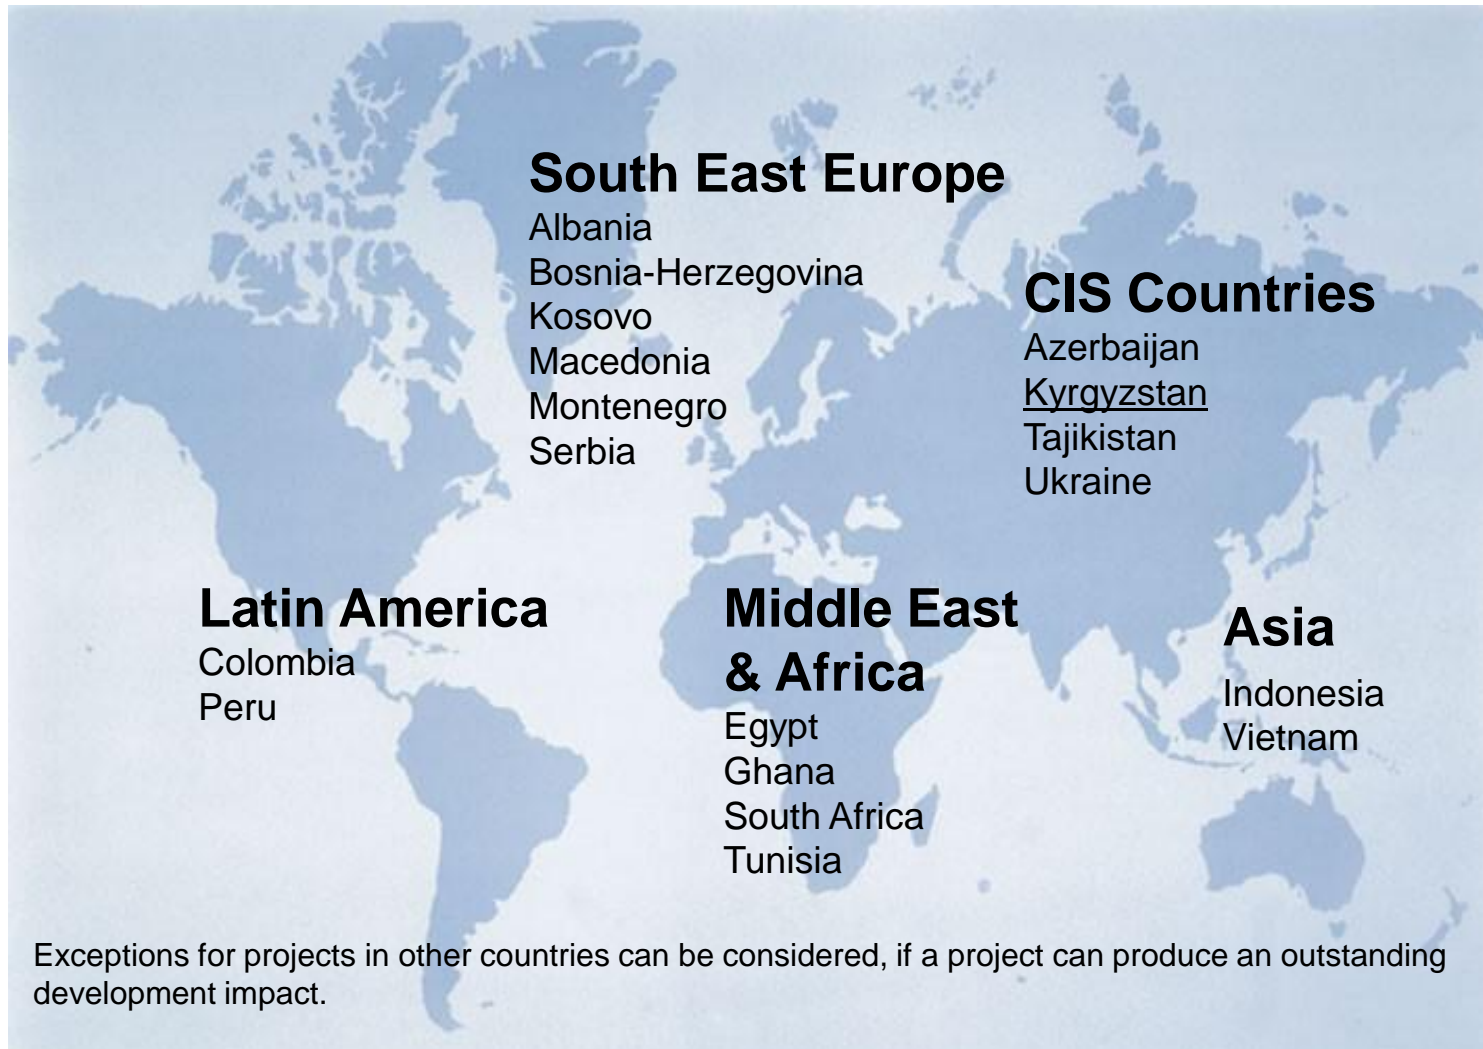 South East Europe
Albania
Bosnia-Herzegovina
Kosovo
Macedonia
Montenegro
Serbia
CIS Countries
Azerbaijan
Kyrgyzstan
Tajikistan
Ukraine
Latin America
Colombia
Peru
Middle East
& Africa
Egypt
Ghana
South Africa
Tunisia
Asia
Indonesia
Vietnam
Exceptions for projects in other countries can be considered, if a project can produce an outstanding
development impact.